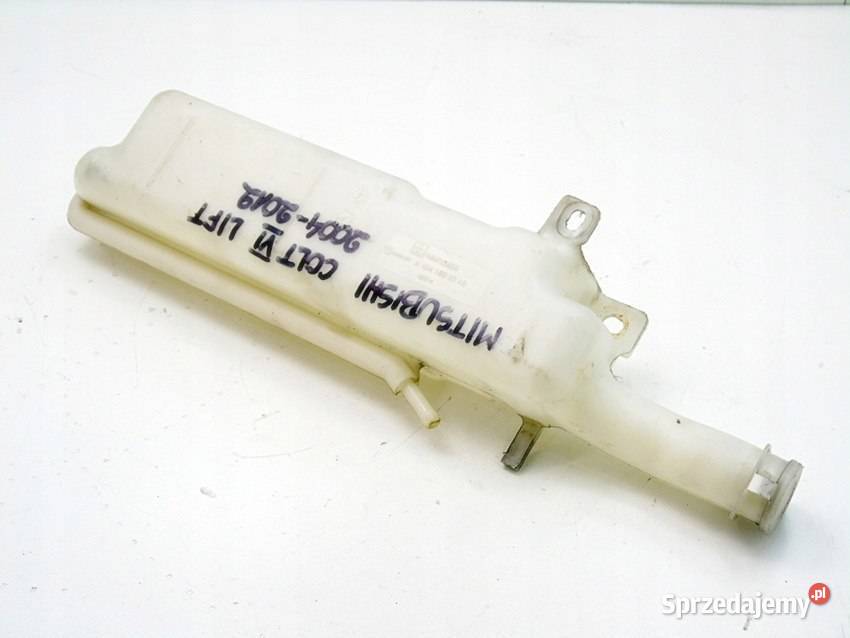 MITSUBISHI COLT VI LIFT
2004-2012
Sprzedajemy.pl